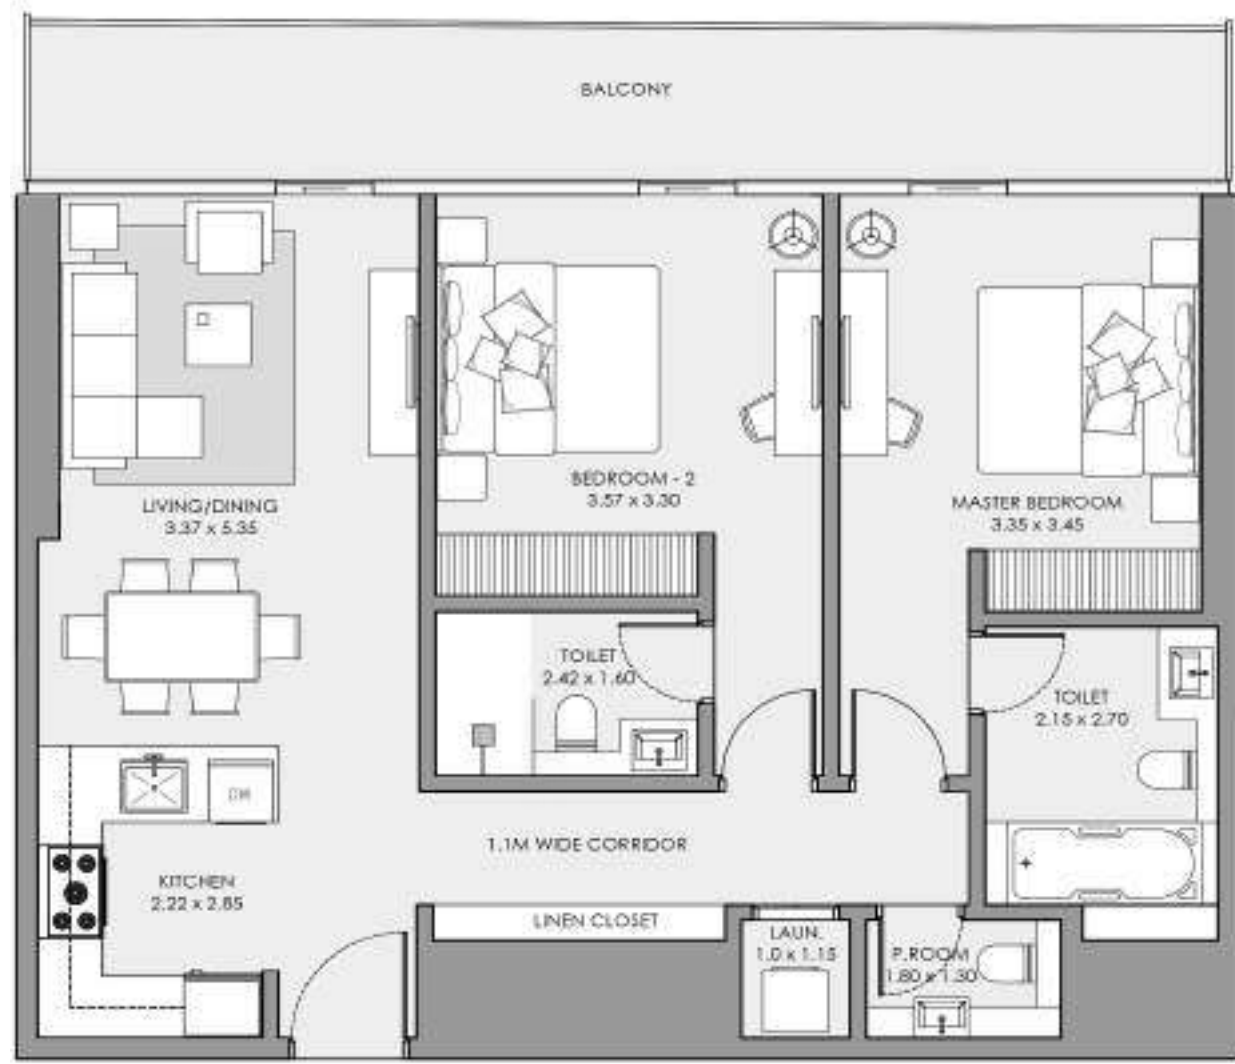 BALCONY
BEDROOM - 2
3.57 x 3.30
LIVING/DINING
3.37 x 5.35
MASTER BEDROOM
3.35 x 3.45
TOILET
2.42 x 1.60
TOILET
2.15 x 2.70
DW
1.1M WIDE CORRIDOR
KITCHEN
2.22 x 2.85
LINEN CLOSET
LAUN.
1.0 x 1.15
P.ROOM
1.80 x 1.30